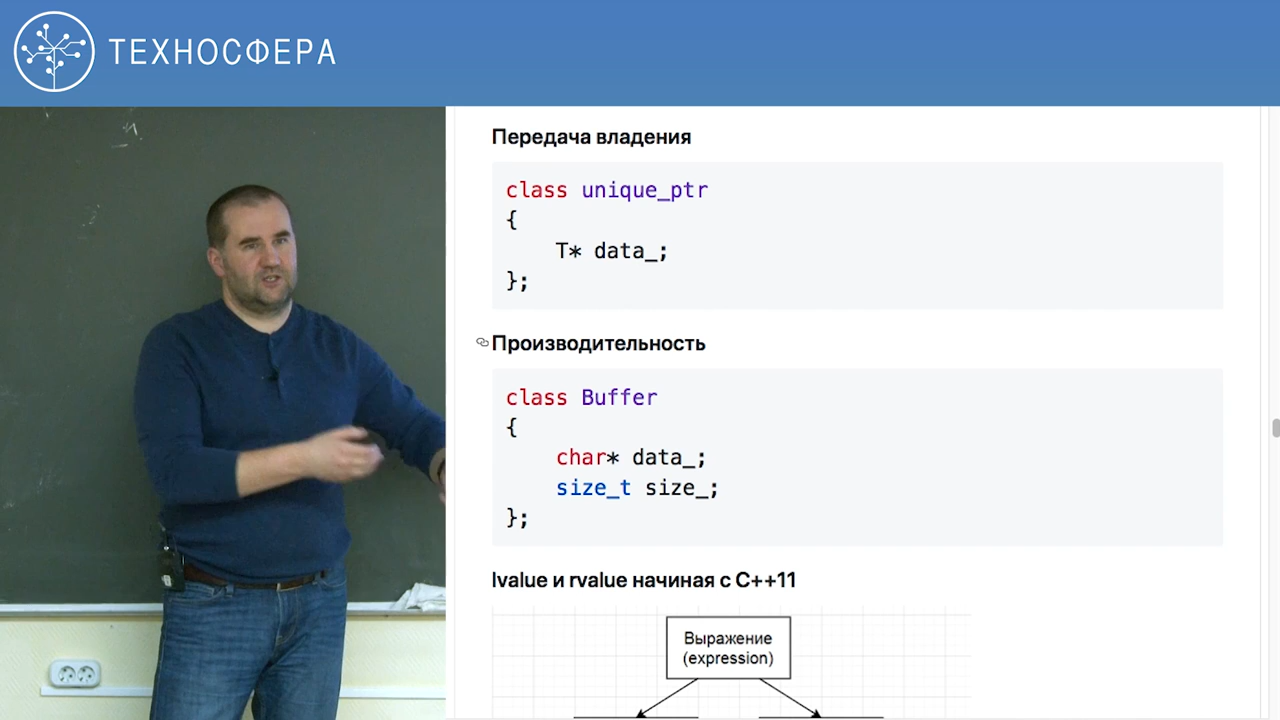 ТЕХНОСФЕРА
Передача владения
class unique_ptr
{
    T* data_;
};
Производительность
class Buffer
{
    char* data_;
    size_t size_;
};
lvalue и rvalue начиная с C++11
Выражение
(expression)